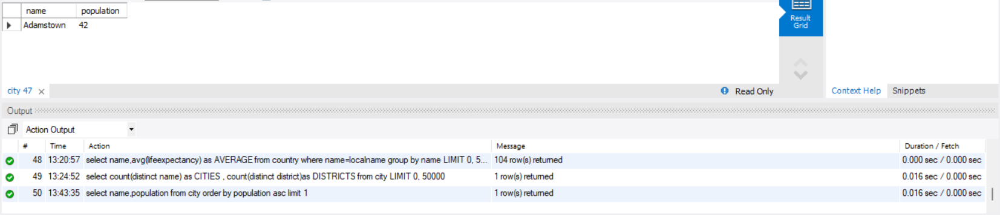 name population
Adamstown 42
Result
Grid
city 47
Read Only
Context Help Snippets
Output
Action Output
# Time Action Message Duration / Fetch
48 13:20:57 select name,avg(lifeexpectancy) as AVERAGE from country where name=localname group by name LIMIT 0, 5... 104 row(s) returned 0.000 sec / 0.000 sec
49 13:24:52 select count(distinct name) as CITIES , count(distinct district)as DISTRICTS from city LIMIT 0, 50000 1 row(s) returned 0.016 sec / 0.000 sec
50 13:43:35 select name,population from city order by population asc limit 1 1 row(s) returned 0.016 sec / 0.000 sec